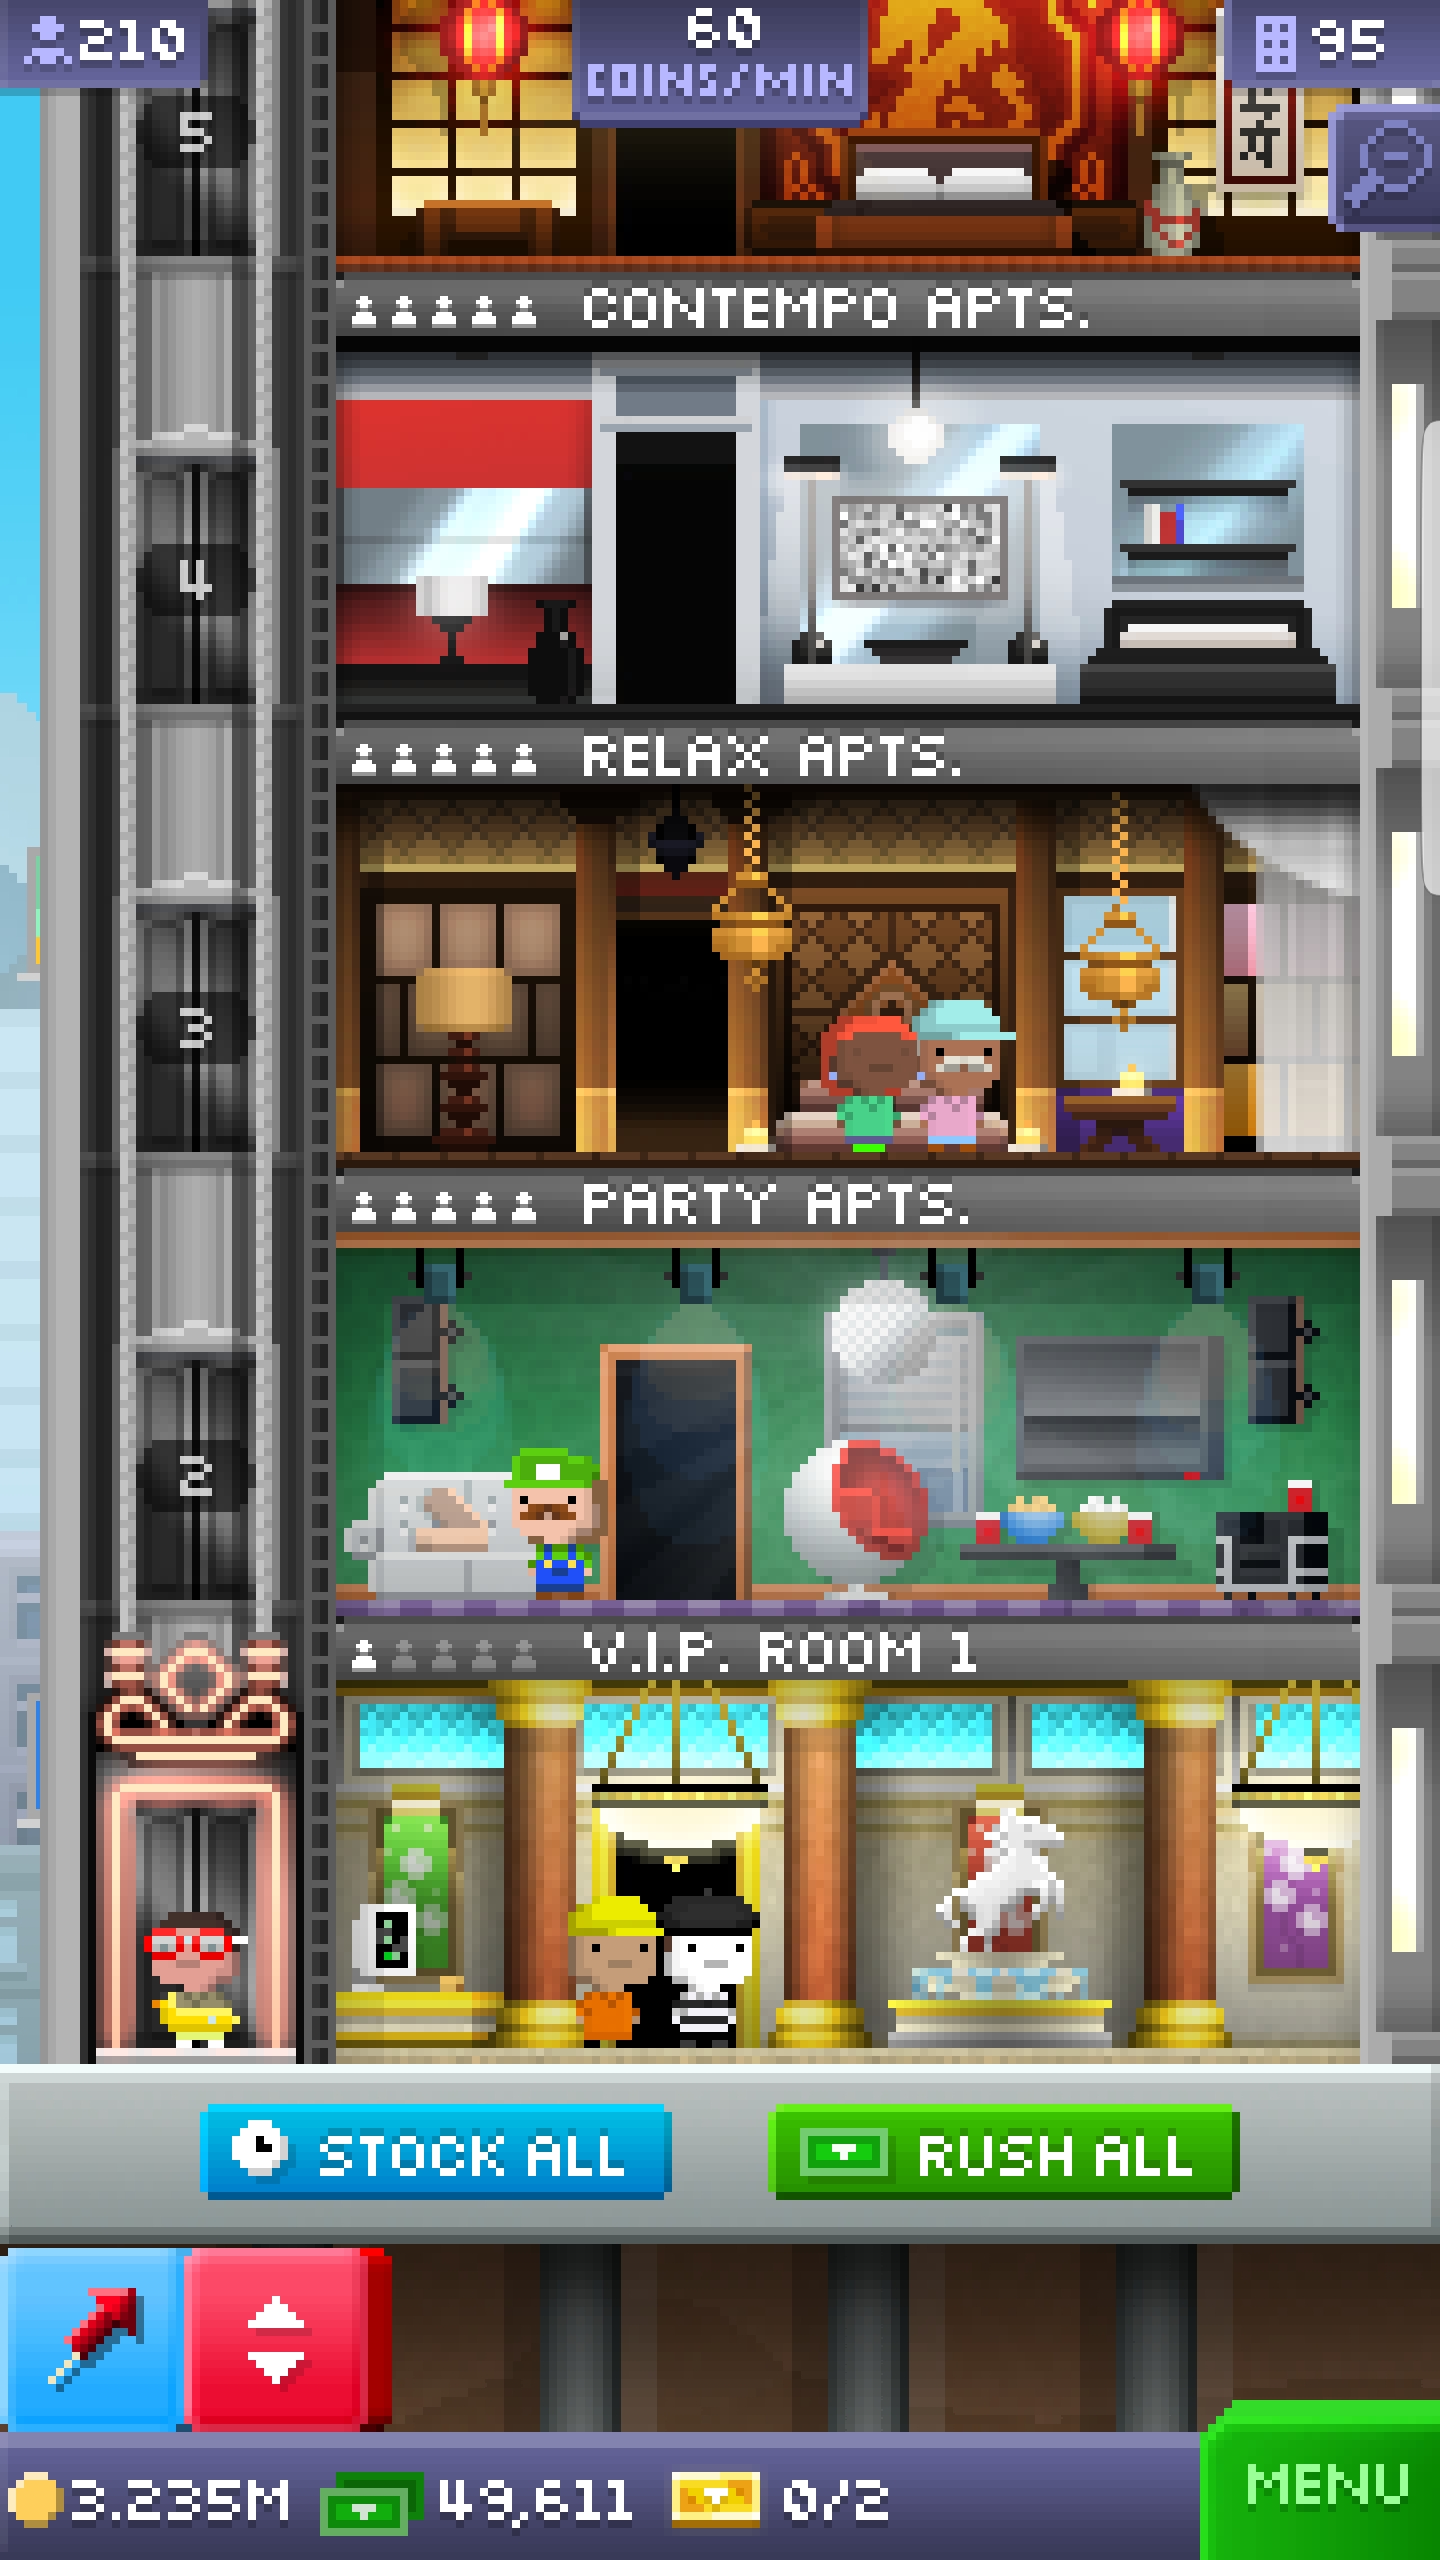 210
60
COINS/MIN
95
5
CONTEMPO APTS.
4
RELAX APTS.
3
PARTY APTS.
2
V.I.P. ROOM 1
STOCK ALL
RUSH ALL
3.235M
49,611
0/2
MENU